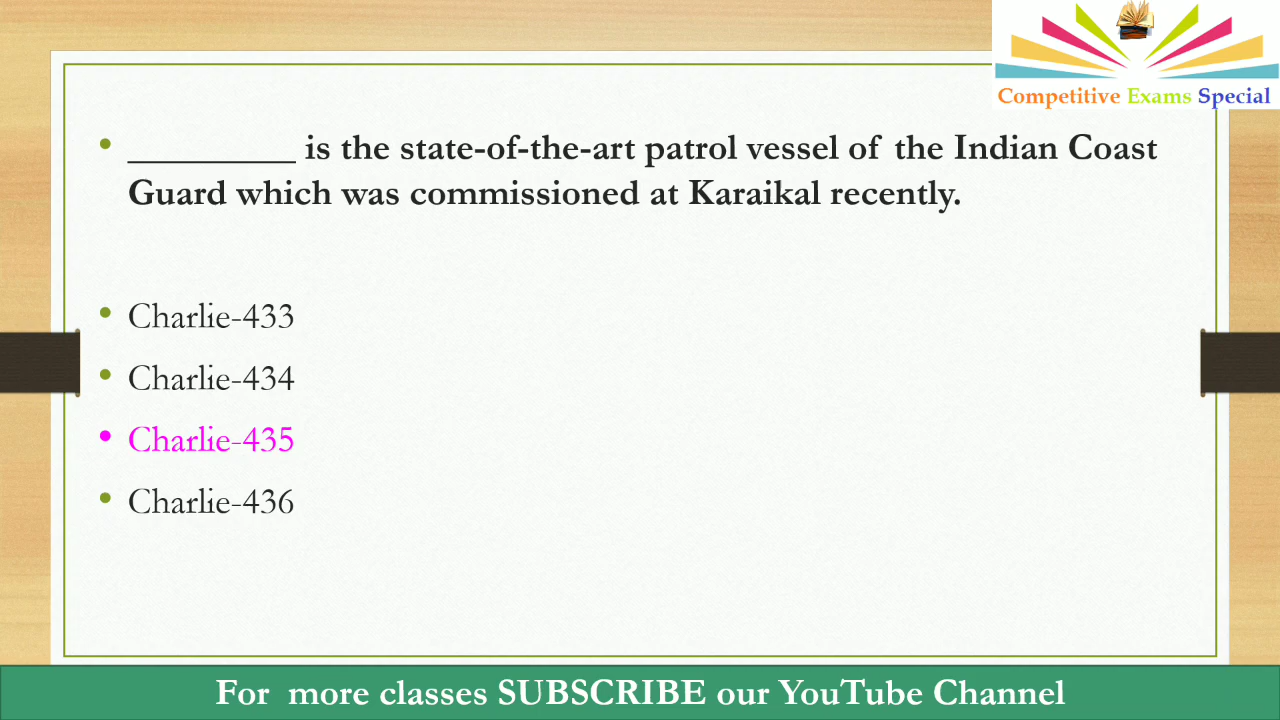 Competitive Exams Special
• _________ is the state-of-the-art patrol vessel of the Indian Coast
Guard which was commissioned at Karaikal recently.
• Charlie-433
• Charlie-434
• Charlie-435
• Charlie-436
For more classes SUBSCRIBE our YouTube Channel